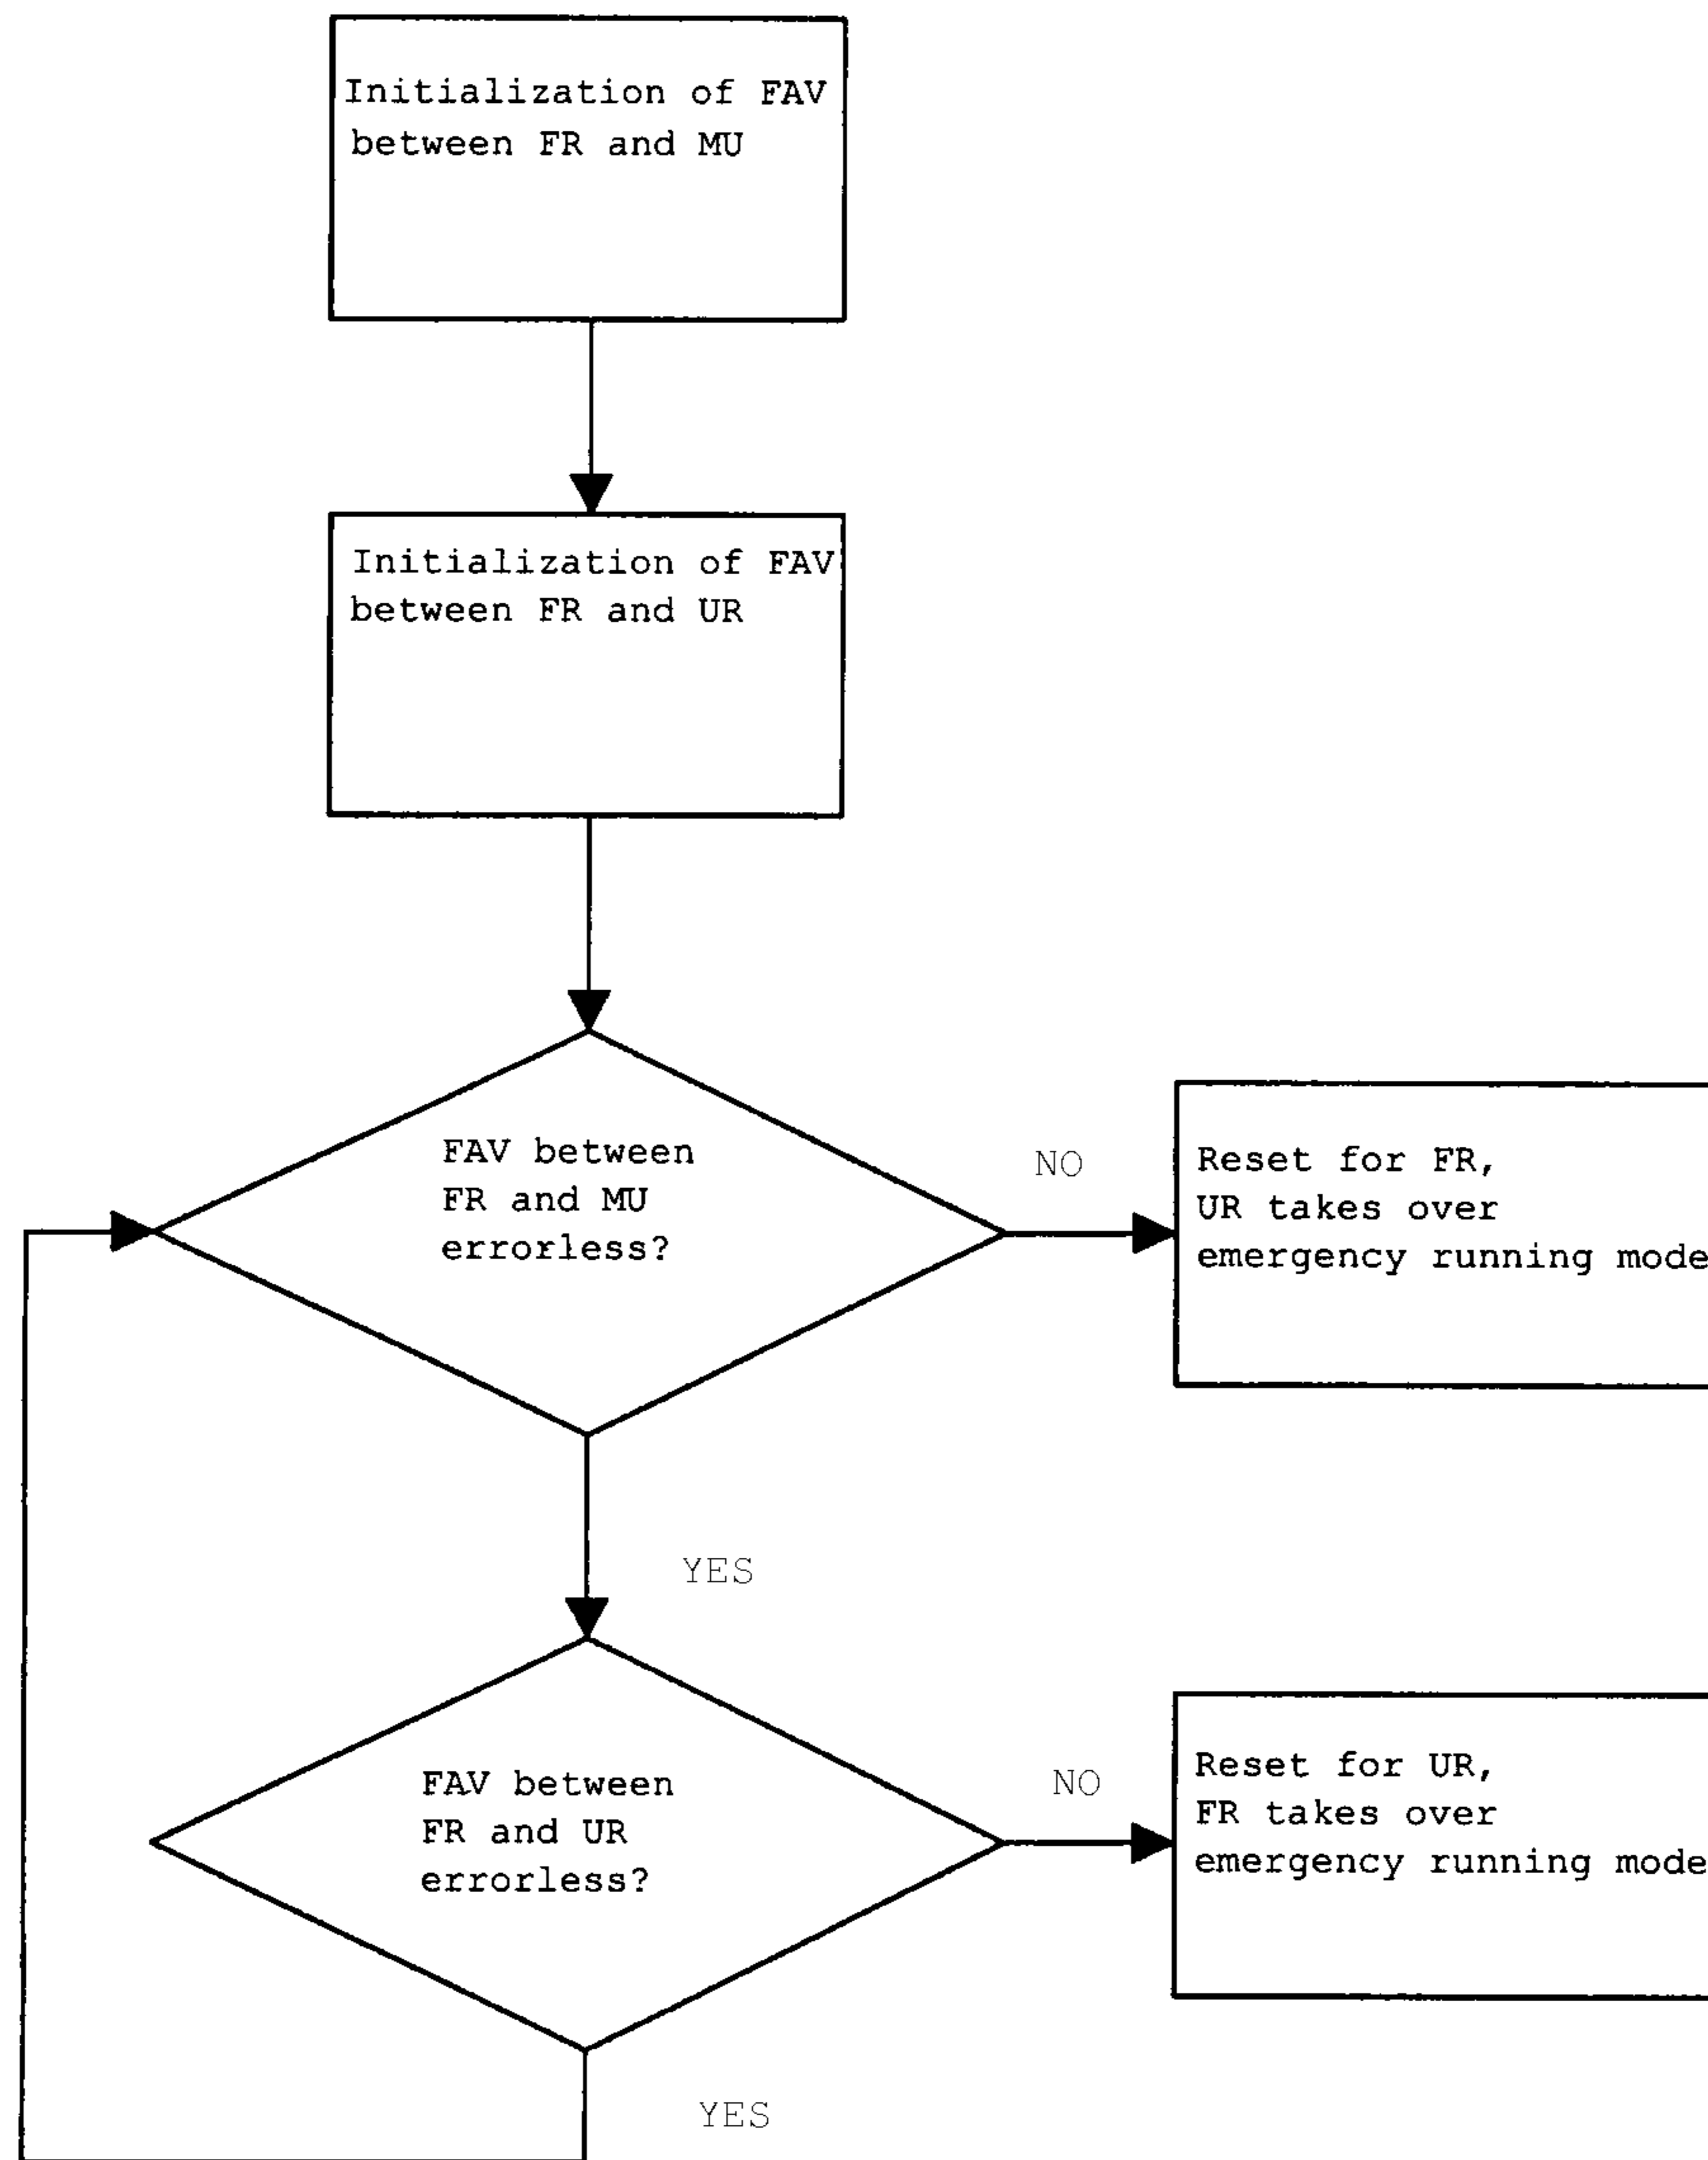 Initialization of FAV
between FR and MU
Initialization of FAV
between FR and UR
FAV between
FR and MU
errorless?
NO
Reset for FR,
UR takes over
emergency running mode
YES
FAV between
FR and UR
errorless?
NO
Reset for UR,
FR takes over
emergency running mode
YES